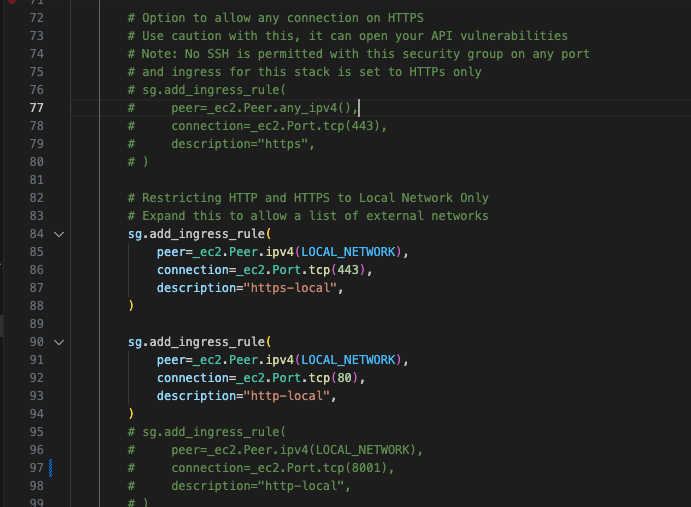 71
72 # Option to allow any connection on HTTPS
73 # Use caution with this, it can open your API vulnerabilities
74 # Note: No SSH is permitted with this security group on any port
75 # and ingress for this stack is set to HTTPs only
76 # sg.add_ingress_rule(
77 #     peer=_ec2.Peer.any_ipv4(),
78 #     connection=_ec2.Port.tcp(443),
79 #     description="https",
80 # )
81
82 # Restricting HTTP and HTTPS to Local Network Only
83 # Expand this to allow a list of external networks
84 sg.add_ingress_rule(
85     peer=_ec2.Peer.ipv4(LOCAL_NETWORK),
86     connection=_ec2.Port.tcp(443),
87     description="https-local",
88 )
89
90 sg.add_ingress_rule(
91     peer=_ec2.Peer.ipv4(LOCAL_NETWORK),
92     connection=_ec2.Port.tcp(80),
93     description="http-local",
94 )
95 # sg.add_ingress_rule(
96 #     peer=_ec2.Peer.ipv4(LOCAL_NETWORK),
97 #     connection=_ec2.Port.tcp(8001),
98 #     description="http-local",
99 # )